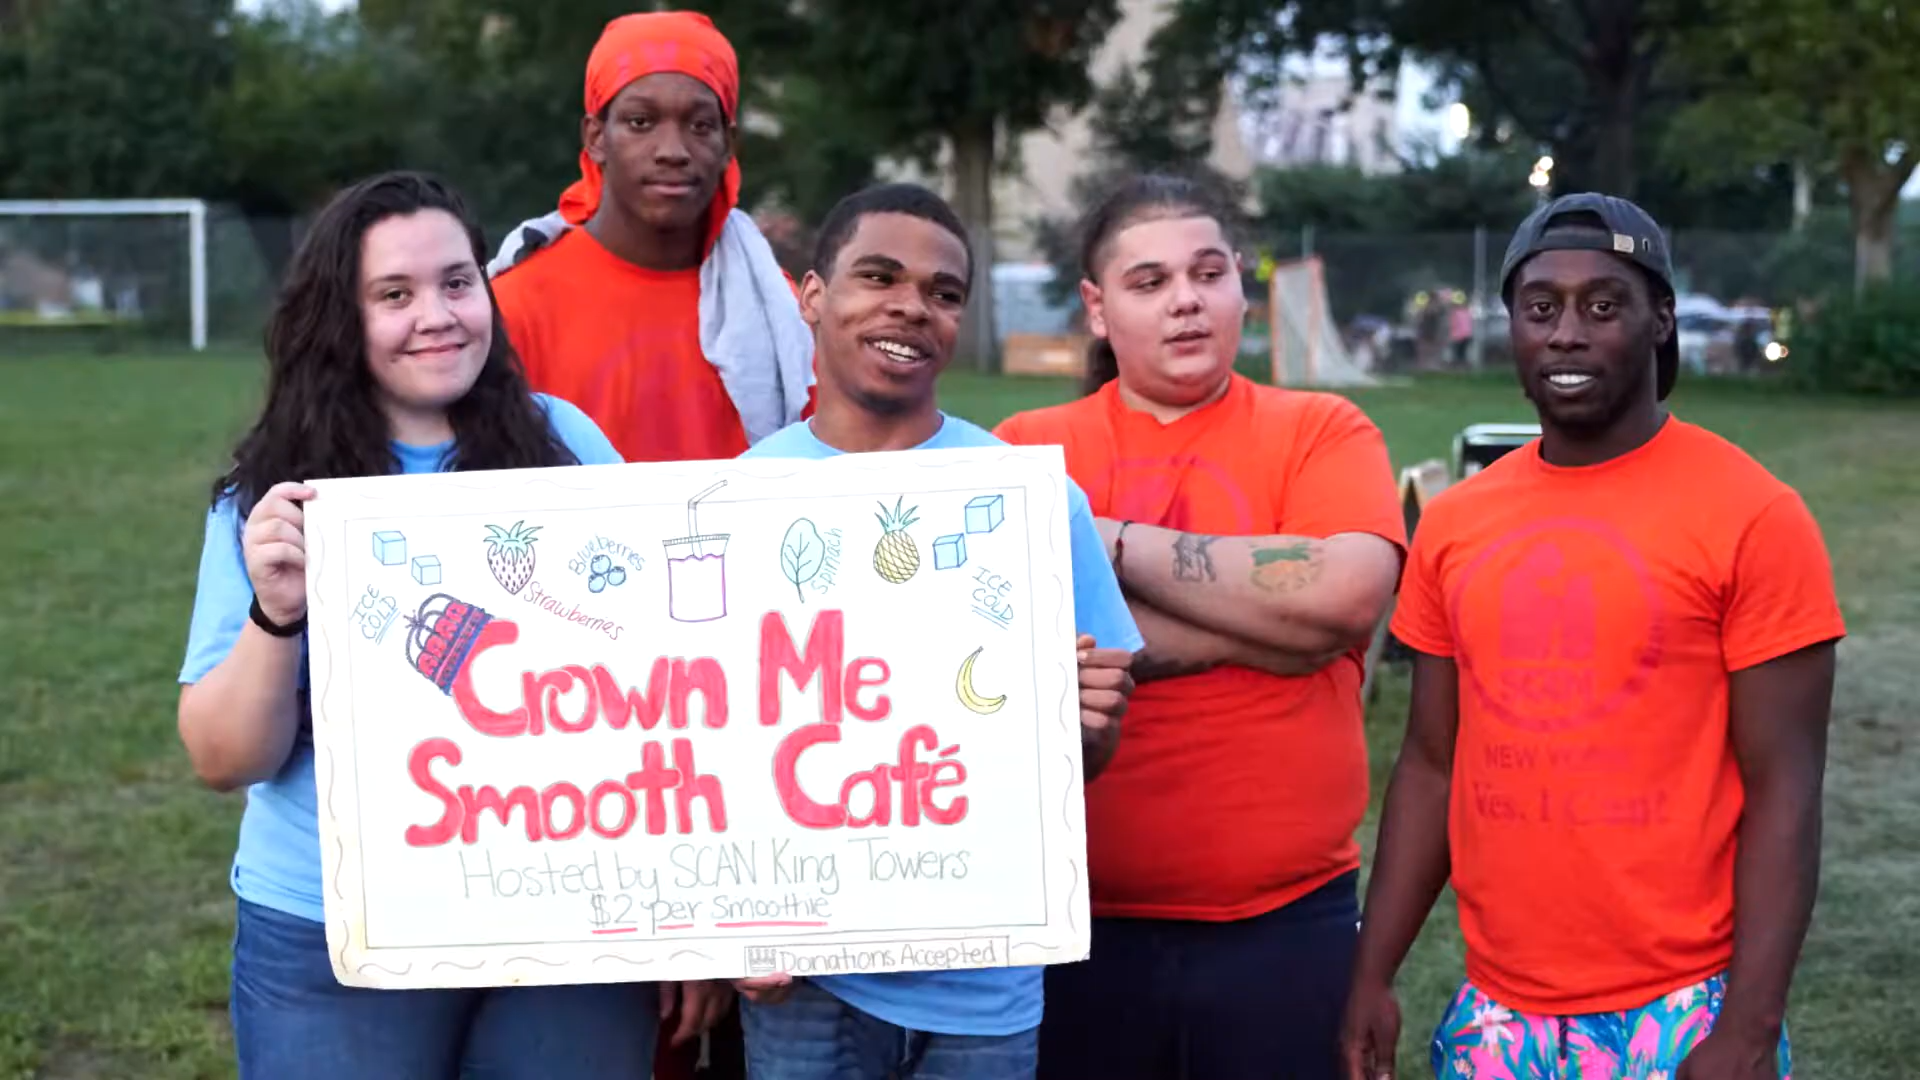 Blueberries
Spinach
ICE
COLD
Strawberries
ICE
COLD
Crown Me
Smooth Café
Hosted by SCAN King Towers
$2 per Smoothie
Donations Accepted
SCAN
NEW YORK
Yes, I Can!